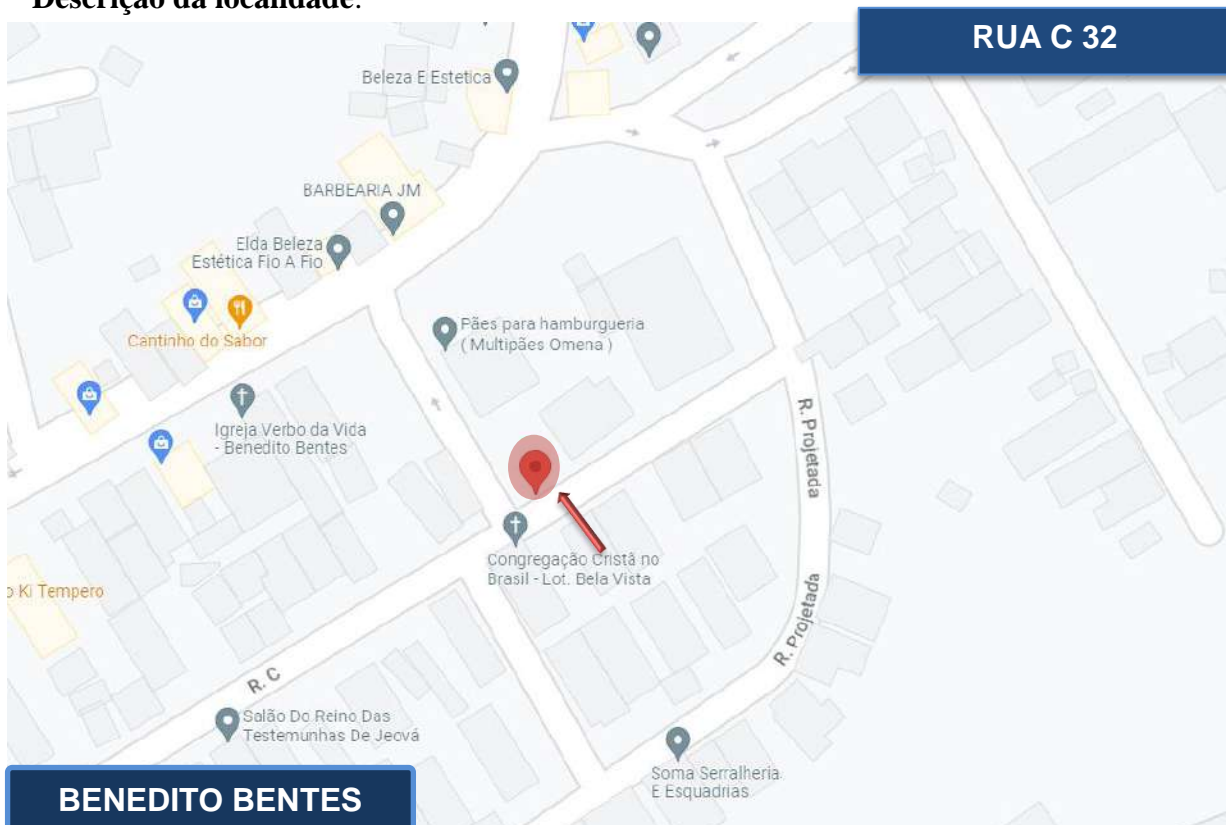 Descrição da localidade:
RUA C 32
Beleza E Estetica
BARBEARIA JM
Elda Beleza
Estética Fio A Fio
Cantinho do Sabor
Pães para hamburgueria
( Multipães Omena )
Igreja Verbo da Vida
- Benedito Bentes
R. Projetada
Congregação Cristã no
Brasil - Lot. Bela Vista
Ki Tempero
R. Projetada
R. C
Salão Do Reino Das
Testemunhas De Jeová
Soma Serralheria
E Esquadrias
BENEDITO BENTES